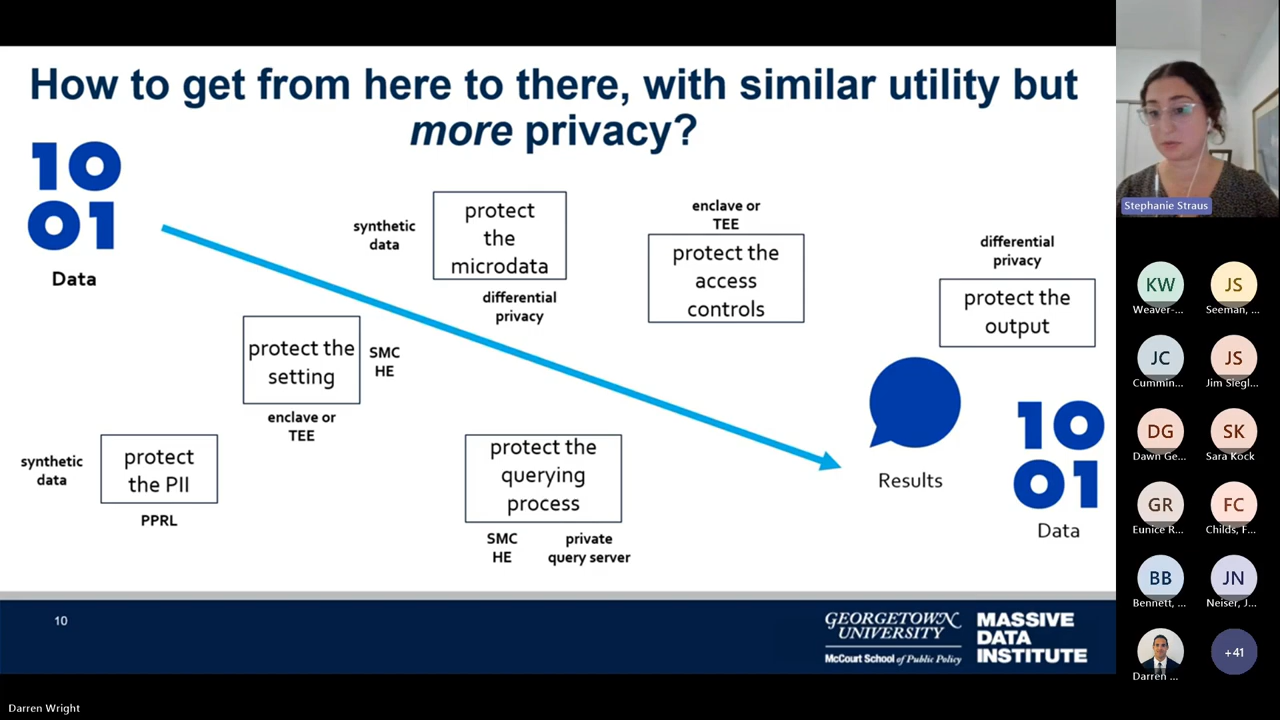 How to get from here to there, with similar utility but
more privacy?
10
01
Data
synthetic
data
protect
the
microdata
differential
privacy
enclave or
TEE
protect the
access
controls
differential
privacy
protect the
output
protect the
setting
SMC
HE
enclave or
TEE
synthetic
data
protect
the PII
PPRL
protect the
querying
process
SMC
HE
private
query server
Results
10
01
Data
10
GEORGETOWN
UNIVERSITY
McCourt School of Public Policy
MASSIVE
DATA
INSTITUTE
Stephanie Straus
KW
Weaver-...
JS
Seeman, ...
JC
Cummin...
JS
Jim Siegl...
DG
Dawn Ge...
SK
Sara Kock
GR
Eunice R...
FC
Childs, F...
BB
Bennett, ...
JN
Neiser, J...
Darren ...
+41
Darren Wright